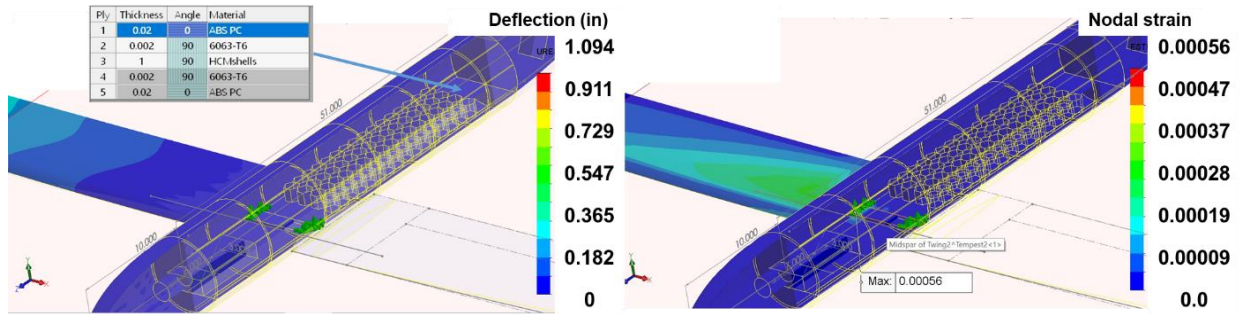 Ply Thickness Angle Material
1 0.02 0 ABS PC
2 0.002 90 6063-T6
3 1 90 HCMshells
4 0.002 90 6063-T6
5 0.02 0 ABS PC
Deflection (in)
1.094
URE
0.911
0.729
0.547
0.365
0.182
0
51.000
10.000
Nodal strain
0.00056
EST
0.00047
0.00037
0.00028
0.00019
0.00009
0.0
51.000
10.000
Midspar of Twing2^Tempest2<1>
Max: 0.00056